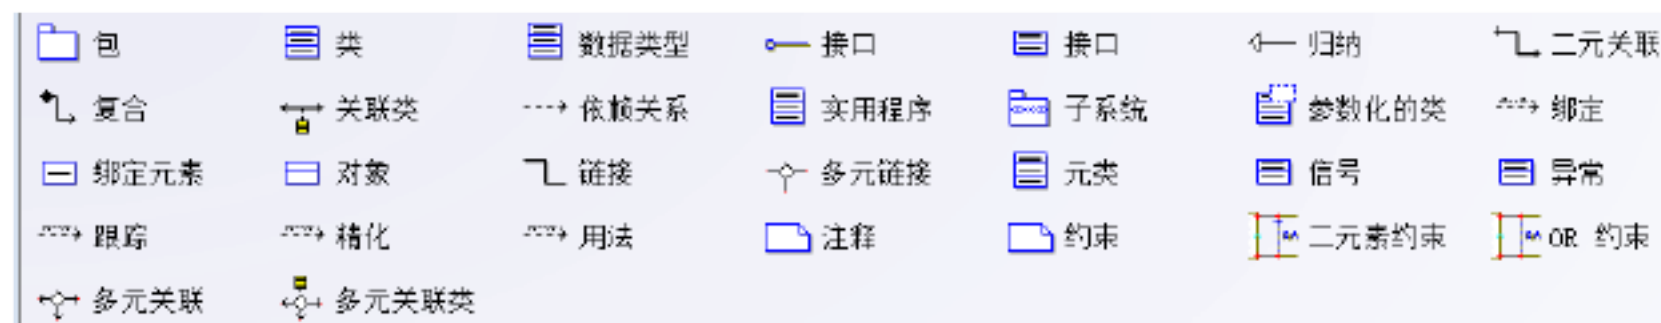 包 类 数据类型 接口 接口 归纳 二元关联
复合 关联类 依赖关系 实用程序 子系统 参数化的类 绑定
绑定元素 对象 链接 多元链接 元类 信号 异常
跟踪 精化 用法 注释 约束 二元素约束 OR 约束
多元关联 多元关联类